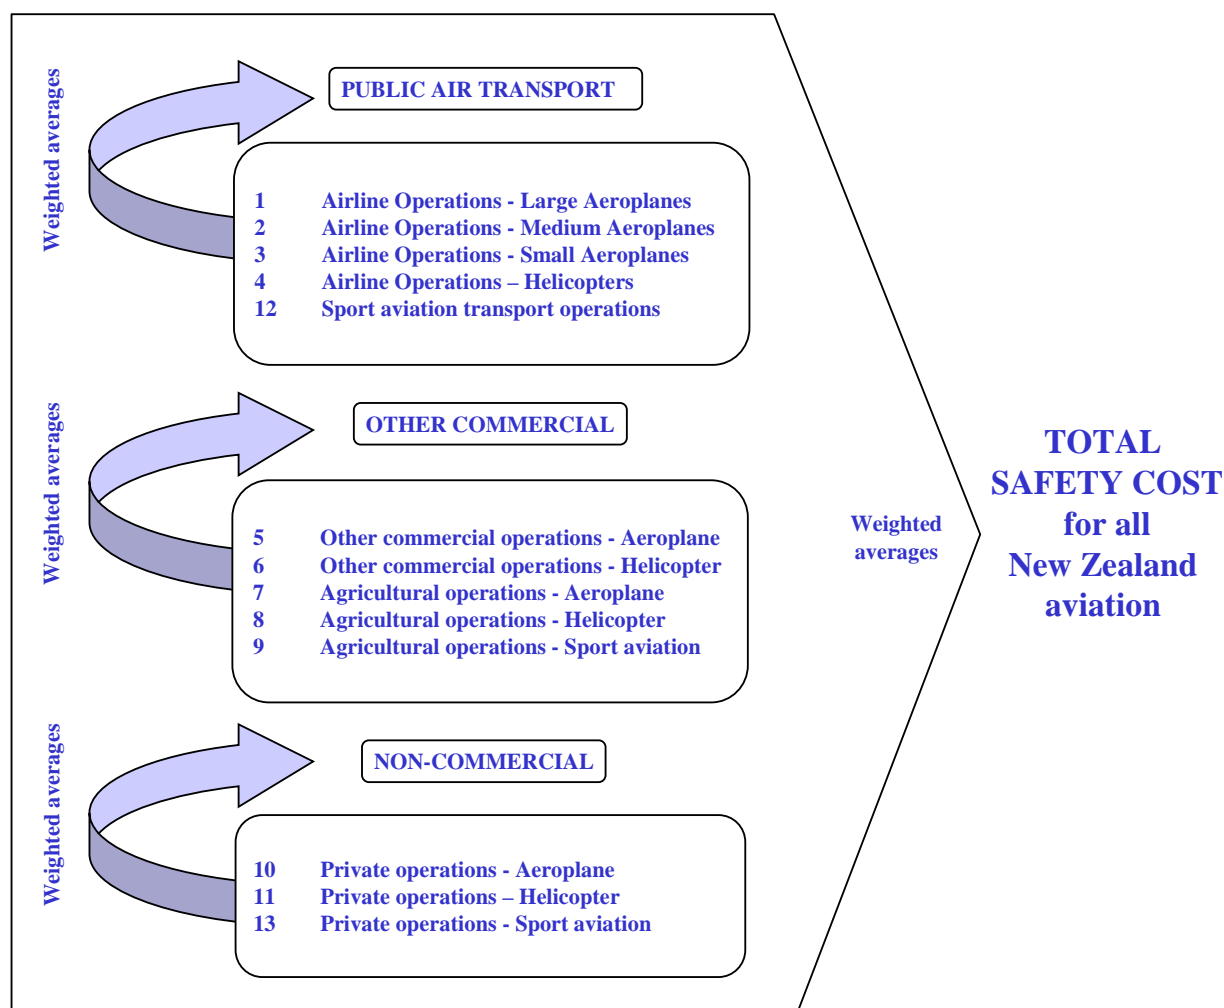 Weighted averages
PUBLIC AIR TRANSPORT
1 Airline Operations - Large Aeroplanes
2 Airline Operations - Medium Aeroplanes
3 Airline Operations - Small Aeroplanes
4 Airline Operations – Helicopters
12 Sport aviation transport operations
Weighted averages
OTHER COMMERCIAL
5 Other commercial operations - Aeroplane
6 Other commercial operations - Helicopter
7 Agricultural operations - Aeroplane
8 Agricultural operations - Helicopter
9 Agricultural operations - Sport aviation
Weighted averages
NON-COMMERCIAL
10 Private operations - Aeroplane
11 Private operations – Helicopter
13 Private operations - Sport aviation
Weighted
averages
TOTAL
SAFETY COST
for all
New Zealand
aviation